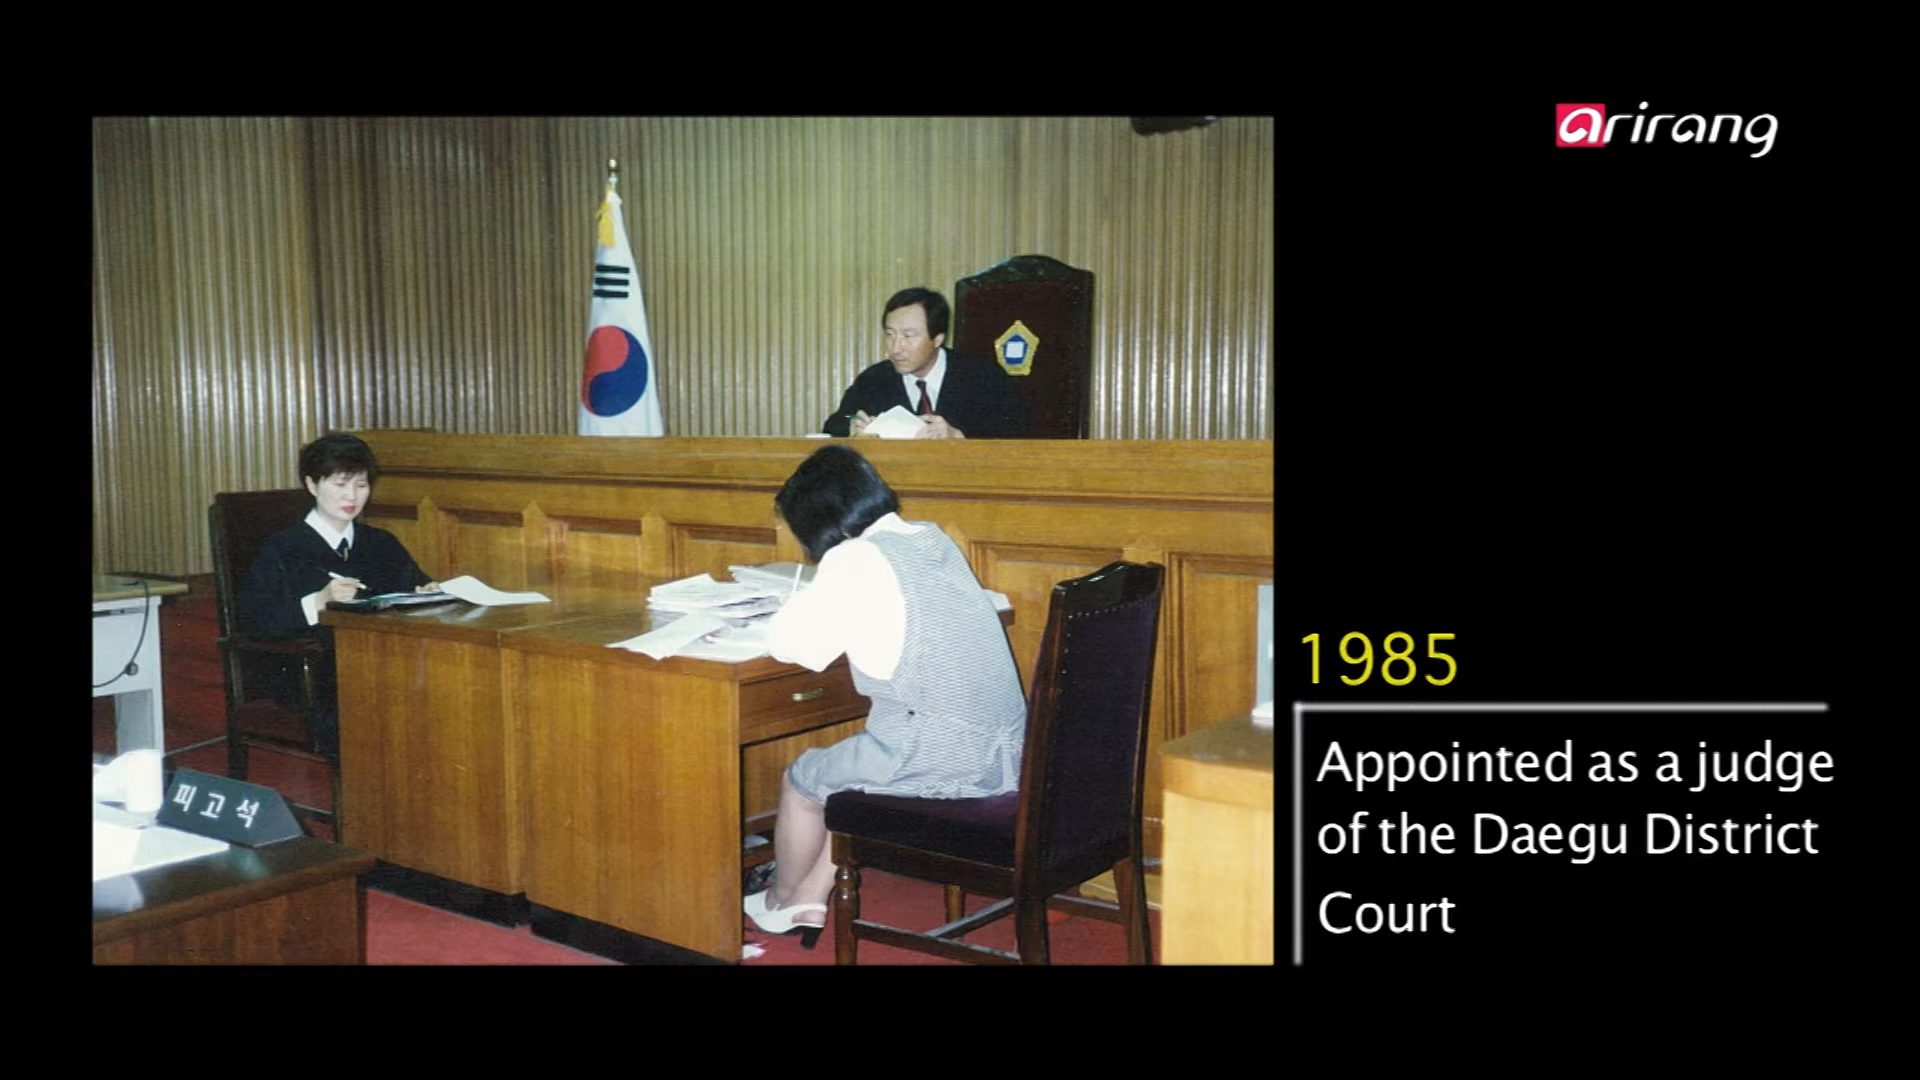 arirang
1985
Appointed as a judge
of the Daegu District
Court
피고석